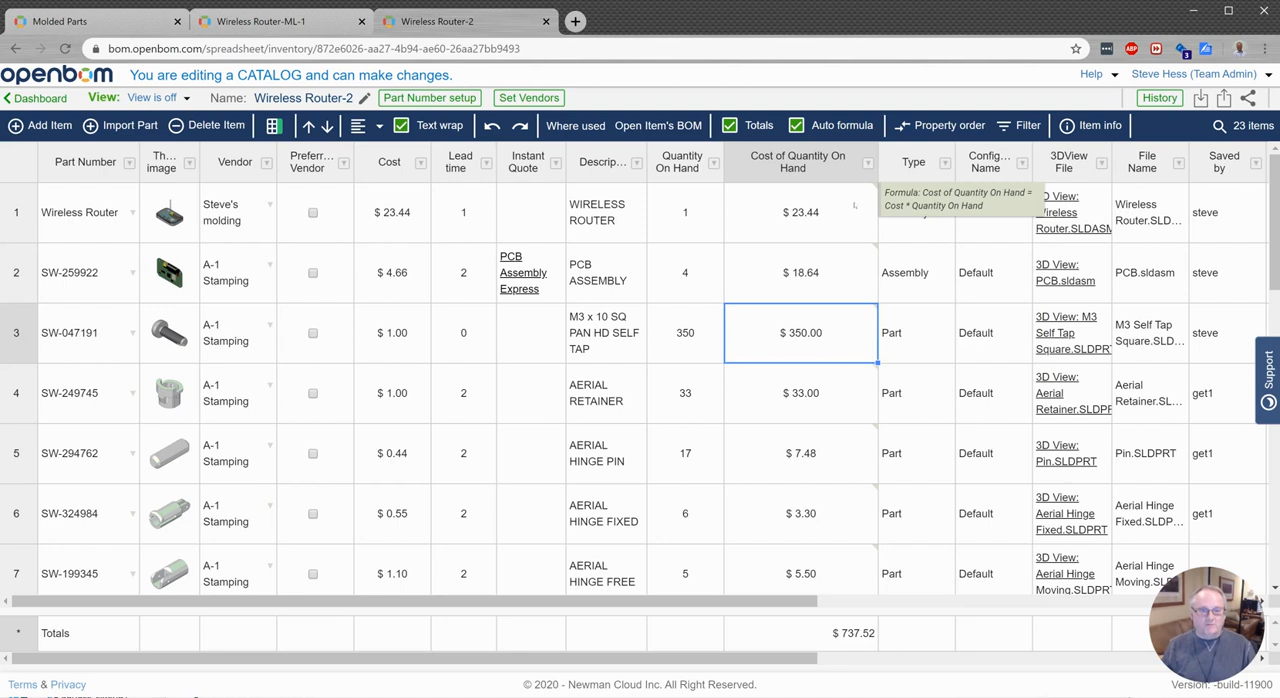 Molded Parts
Wireless Router-ML-1
Wireless Router-2
bom.openbom.com/spreadsheet/inventory/872e6026-aa27-4b94-ae60-26aa27bb9493
ABP
3
openbom
You are editing a CATALOG and can make changes.
Help
Steve Hess (Team Admin)
Dashboard
View:
View is off
Name:
Wireless Router-2
Part Number setup
Set Vendors
History
Add Item
Import Part
Delete Item
Text wrap
Where used
Open Item's BOM
Totals
Auto formula
Property order
Filter
Item info
23 items
Part Number
Th...
image
Vendor
Preferr...
Vendor
Cost
Lead
time
Instant
Quote
Descrip...
Quantity
On Hand
Cost of Quantity On
Hand
Type
Config...
Name
3DView
File
File
Name
Saved
by
1
Wireless Router
Steve's
molding
$ 23.44
1
WIRELESS
ROUTER
1
$ 23.44
Formula: Cost of Quantity On Hand =
Cost * Quantity On Hand
3D View:
Wireless
Router.SLDASM
Wireless
Router.SLD...
steve
2
SW-259922
A-1
Stamping
$ 4.66
2
PCB
Assembly
Express
PCB
ASSEMBLY
4
$ 18.64
Assembly
Default
3D View:
PCB.sldasm
PCB.sldasm
steve
3
SW-047191
A-1
Stamping
$ 1.00
0
M3 x 10 SQ
PAN HD SELF
TAP
350
$ 350.00
Part
Default
3D View: M3
Self Tap
Square.SLDPRT
M3 Self Tap
Square.SLD...
steve
4
SW-249745
A-1
Stamping
$ 1.00
2
AERIAL
RETAINER
33
$ 33.00
Part
Default
3D View:
Aerial
Retainer.SLDPF
Aerial
Retainer.SL...
get1
5
SW-294762
A-1
Stamping
$ 0.44
2
AERIAL
HINGE PIN
17
$ 7.48
Part
Default
3D View:
Pin.SLDPRT
Pin.SLDPRT
get1
6
SW-324984
A-1
Stamping
$ 0.55
2
AERIAL
HINGE FIXED
6
$ 3.30
Part
Default
3D View:
Aerial Hinge
Fixed.SLDPRT
Aerial Hinge
Fixed.SLDP...
get1
7
SW-199345
A-1
Stamping
$ 1.10
2
AERIAL
HINGE FREE
5
$ 5.50
Part
Default
3D View:
Aerial Hinge
Moving.SLD
Aerial Hinge
Support
*
Totals
$ 737.52
Terms & Privacy
© 2020 - Newman Cloud Inc. All Right Reserved.
Version: -build-11900